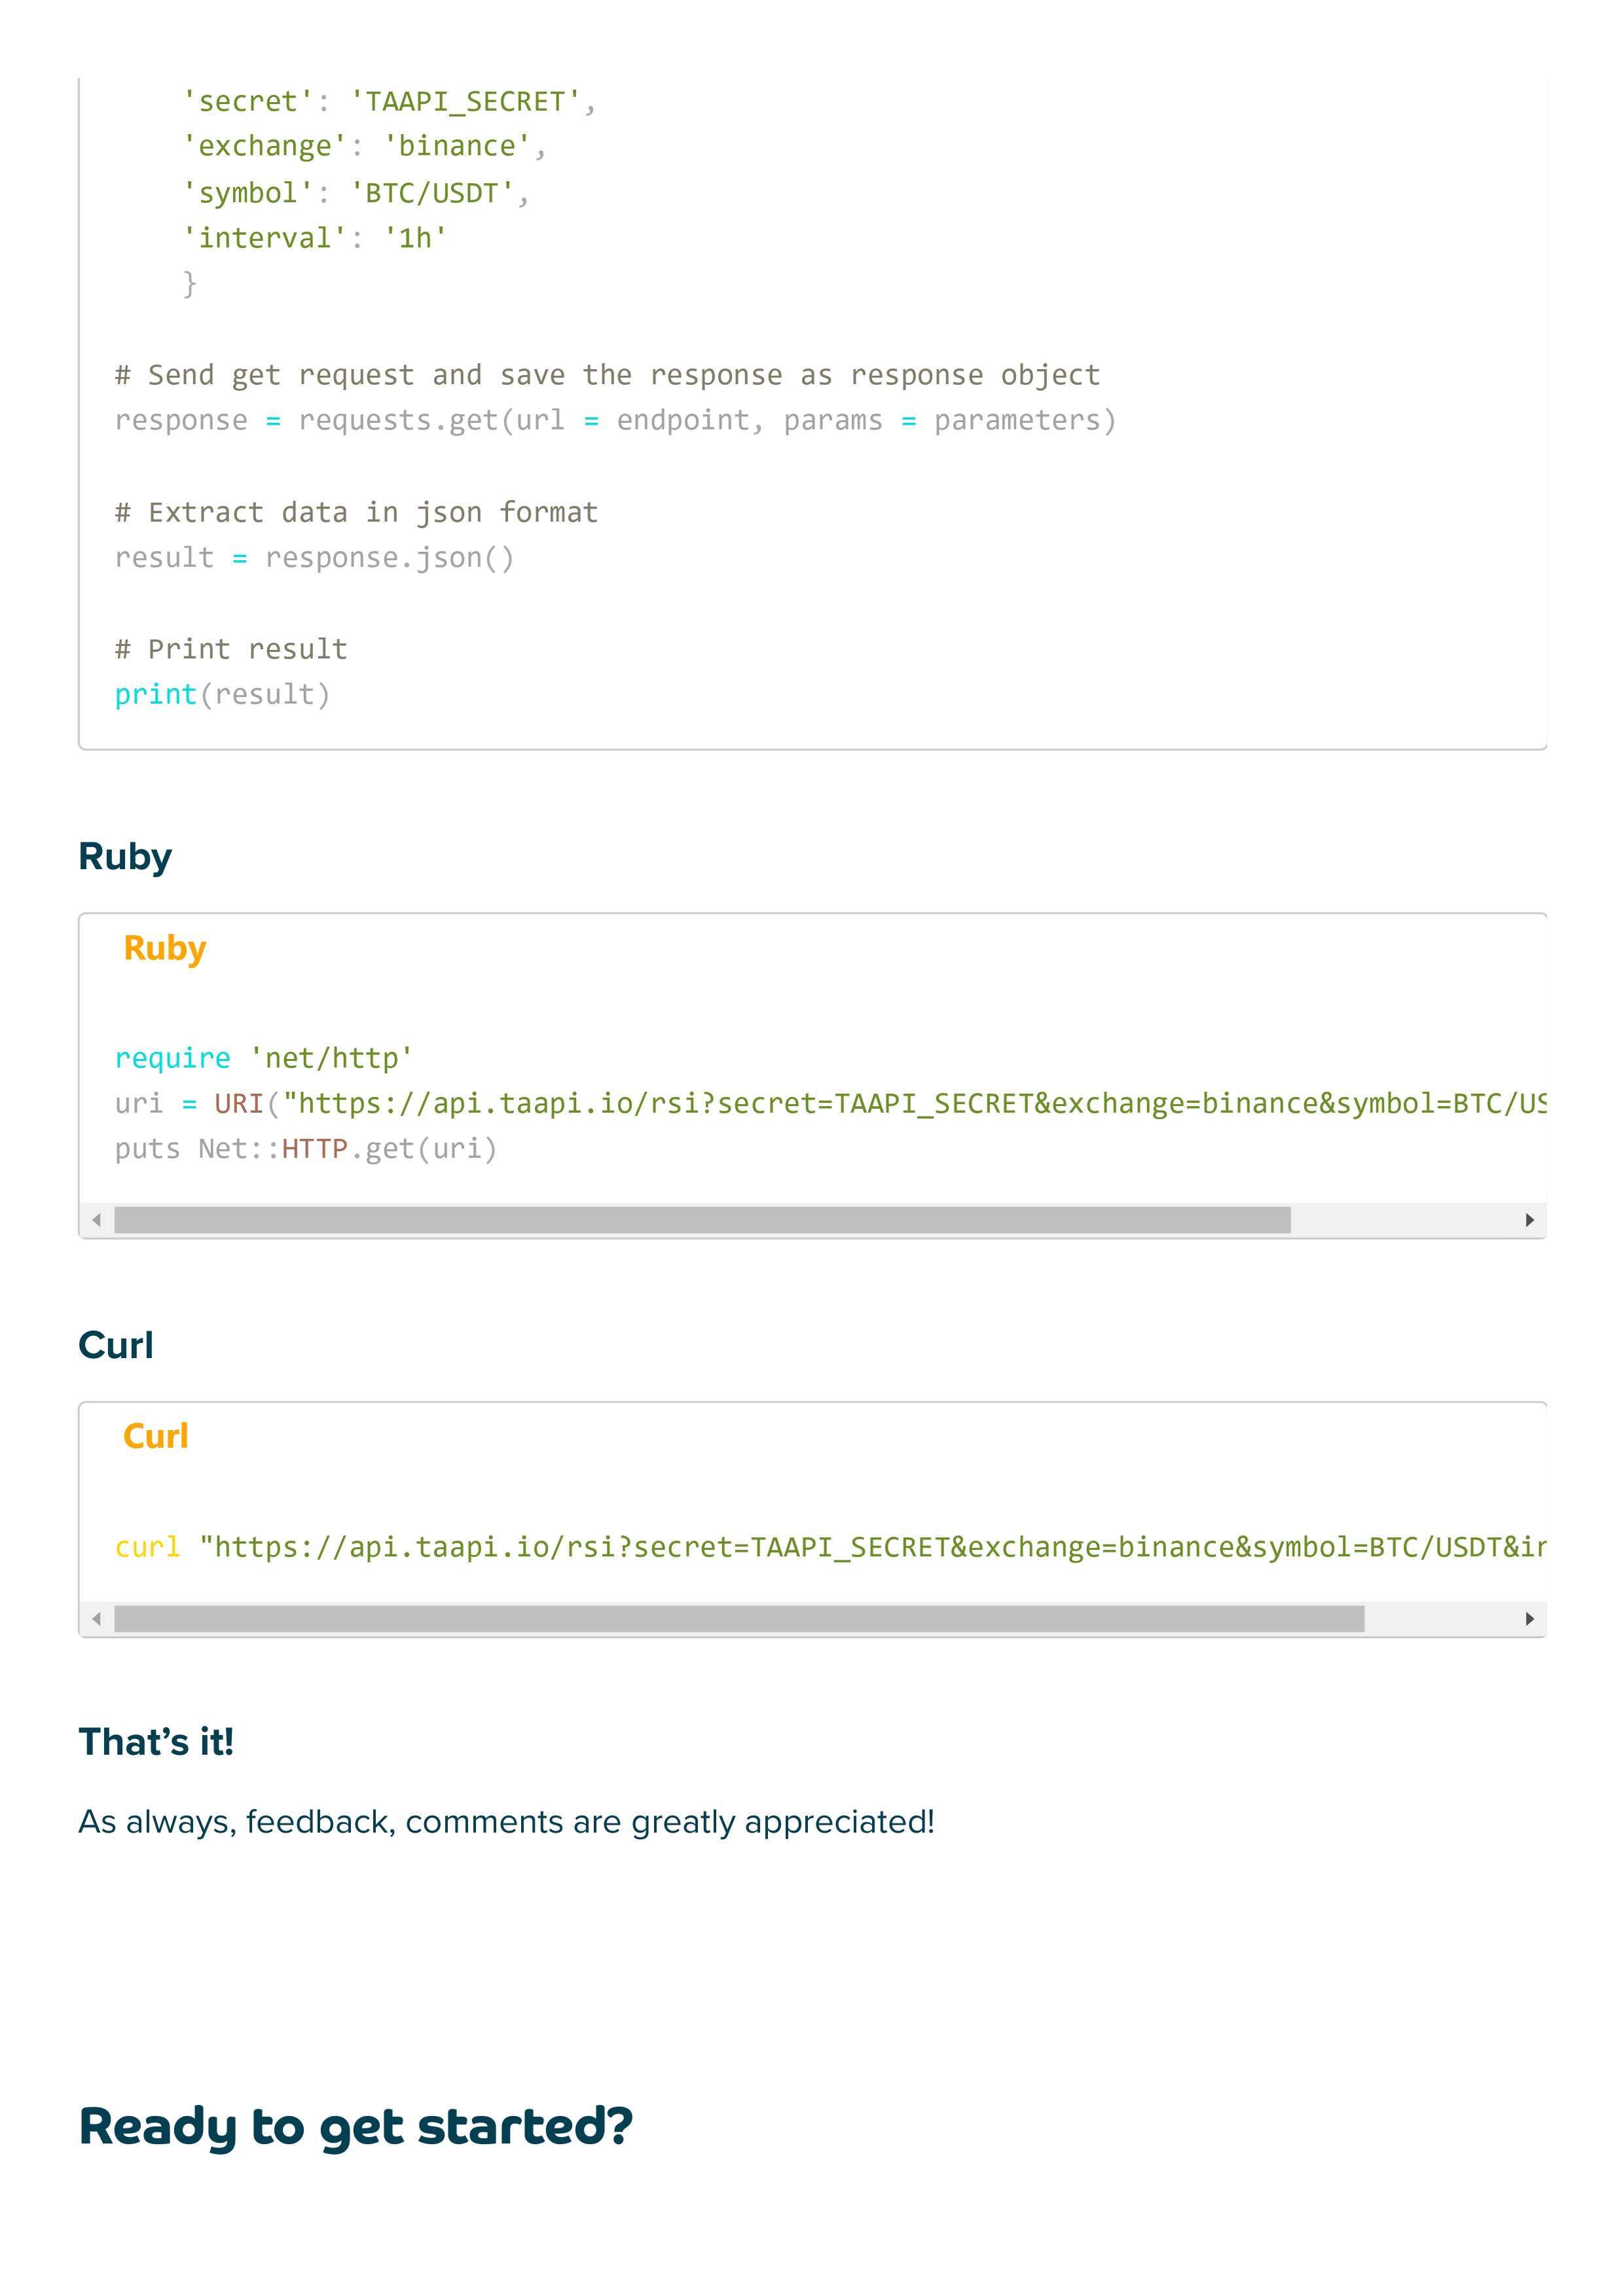 'secret': 'TAAPI_SECRET',
'exchange': 'binance',
'symbol': 'BTC/USDT',
'interval': '1h'
}
# Send get request and save the response as response object
response = requests.get(url = endpoint, params = parameters)
# Extract data in json format
result = response.json()
# Print result
print(result)
Ruby
Ruby
require 'net/http'
uri = URI("https://api.taapi.io/rsi?secret=TAAPI_SECRET&exchange=binance&symbol=BTC/US
puts Net::HTTP.get(uri)
Curl
Curl
curl "https://api.taapi.io/rsi?secret=TAAPI_SECRET&exchange=binance&symbol=BTC/USDT&in
That’s it!
As always, feedback, comments are greatly appreciated!
Ready to get started?